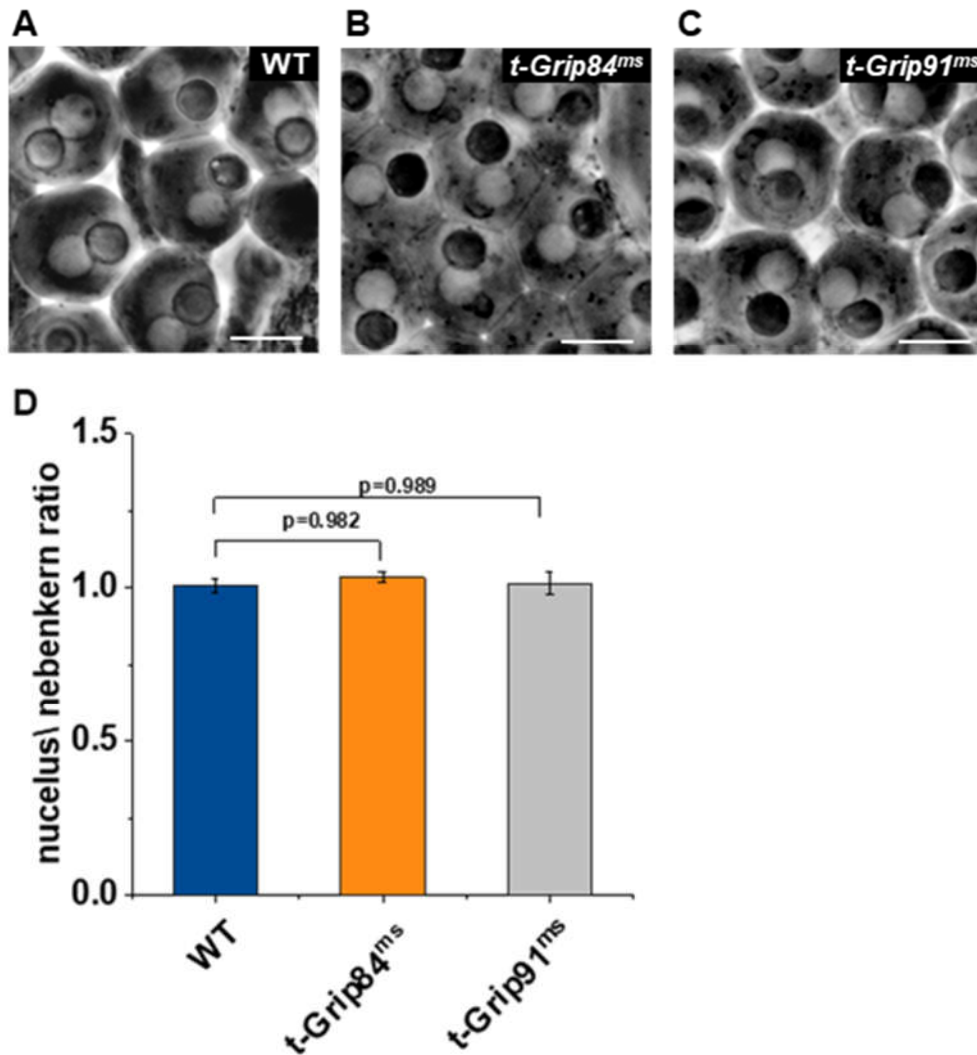 A
WT
B
t-Grip84ms
C
t-Grip91ms
D
nucelus\ nebenkern ratio
1.5
1.0
0.5
0.0
p=0.989
p=0.982
WT
t-Grip84ms
t-Grip91ms